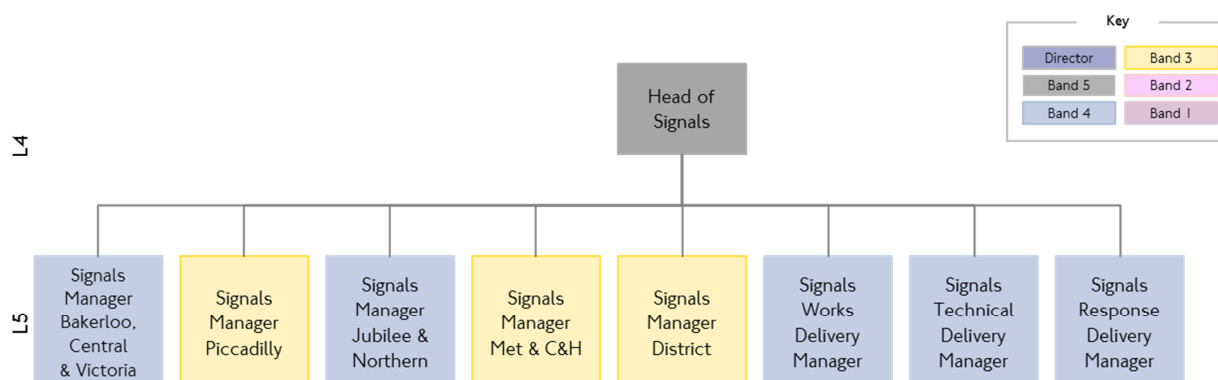 Key
Director
Band 3
Band 5
Band 2
Band 4
Band 1
L4
Head of
Signals
L5
Signals
Manager
Bakerloo,
Central
& Victoria
Signals
Manager
Piccadilly
Signals
Manager
Jubilee &
Northern
Signals
Manager
Met & C&H
Signals
Manager
District
Signals
Works
Delivery
Manager
Signals
Technical
Delivery
Manager
Signals
Response
Delivery
Manager